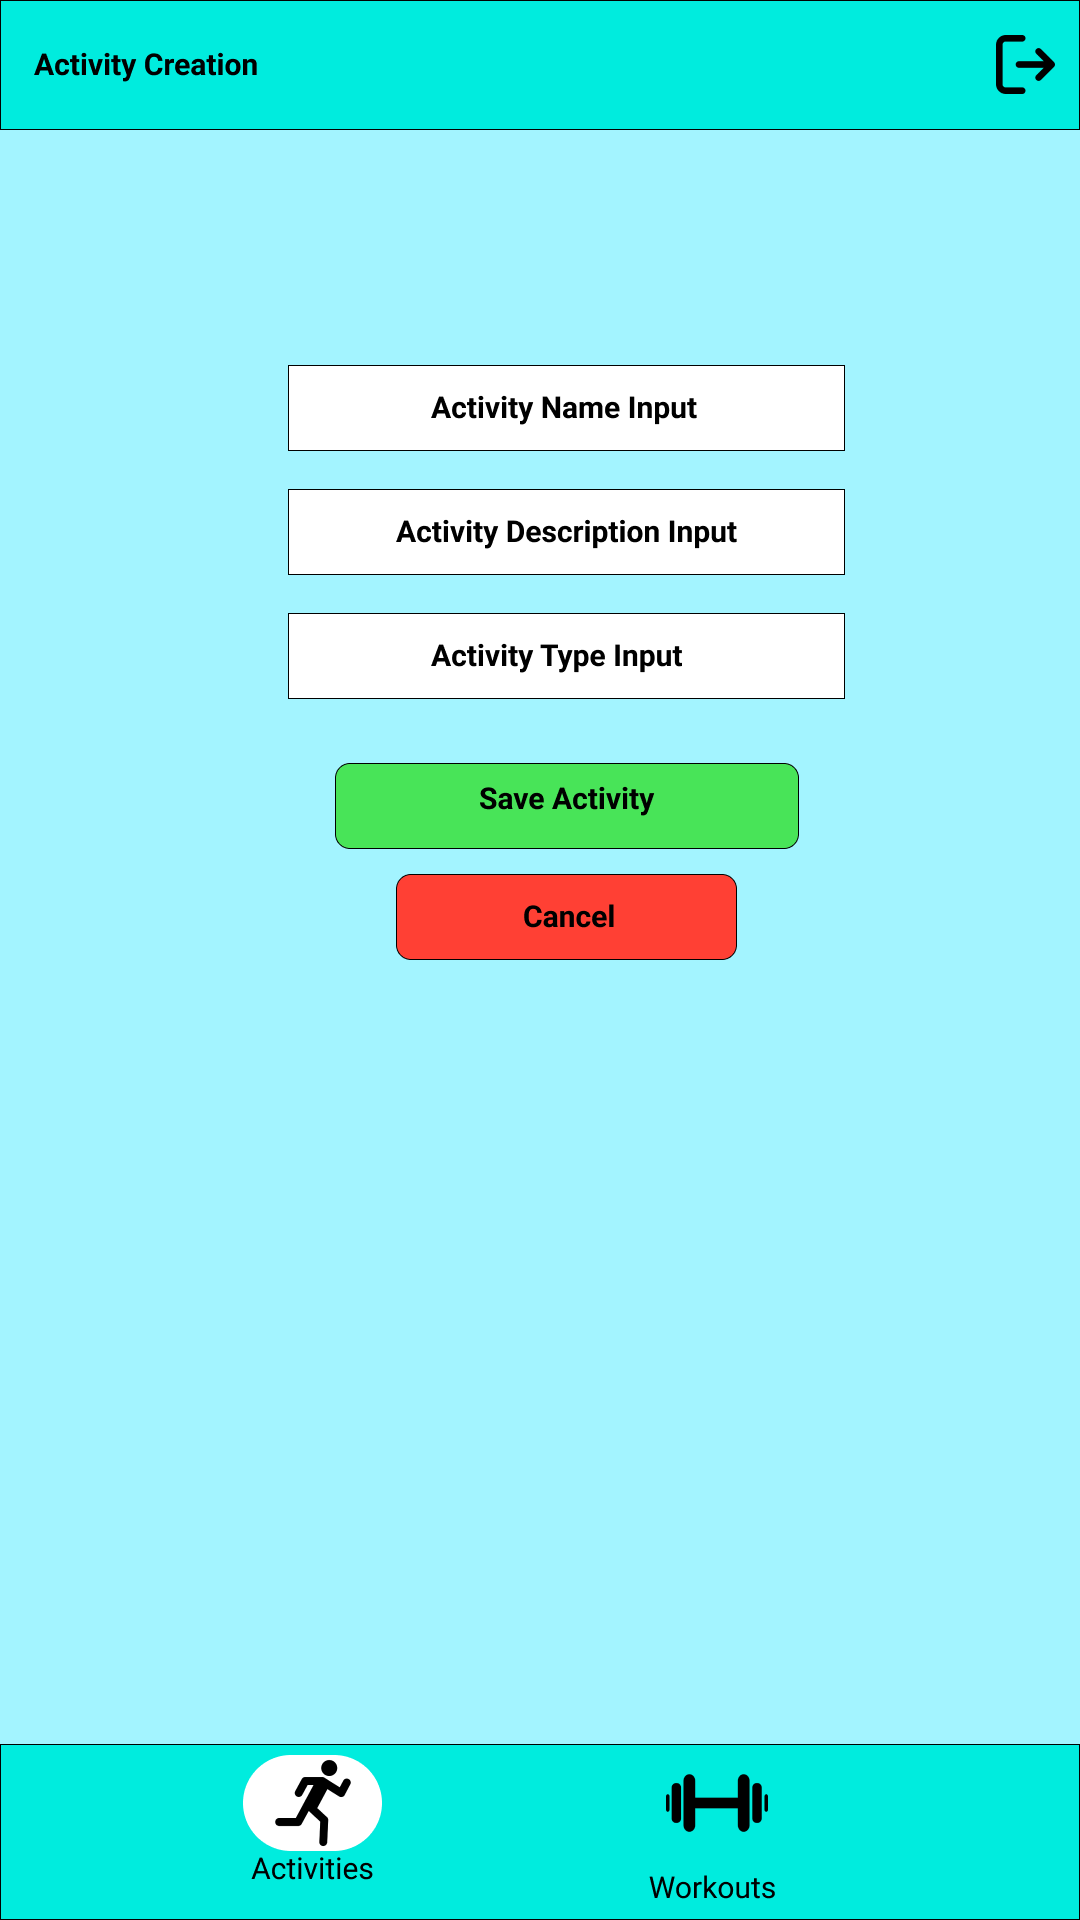 Activity Creation
Activity Name Input
Activity Description Input
Activity Type Input
Save Activity
Cancel
Activities
Workouts